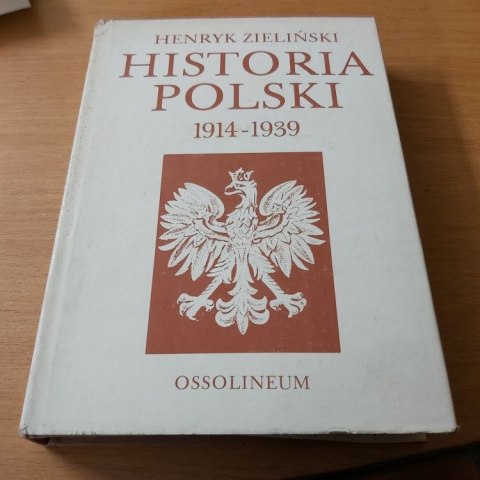 HENRYK ZIELIŃSKI
HISTORIA
POLSKI
1914-1939
OSSOLINEUM